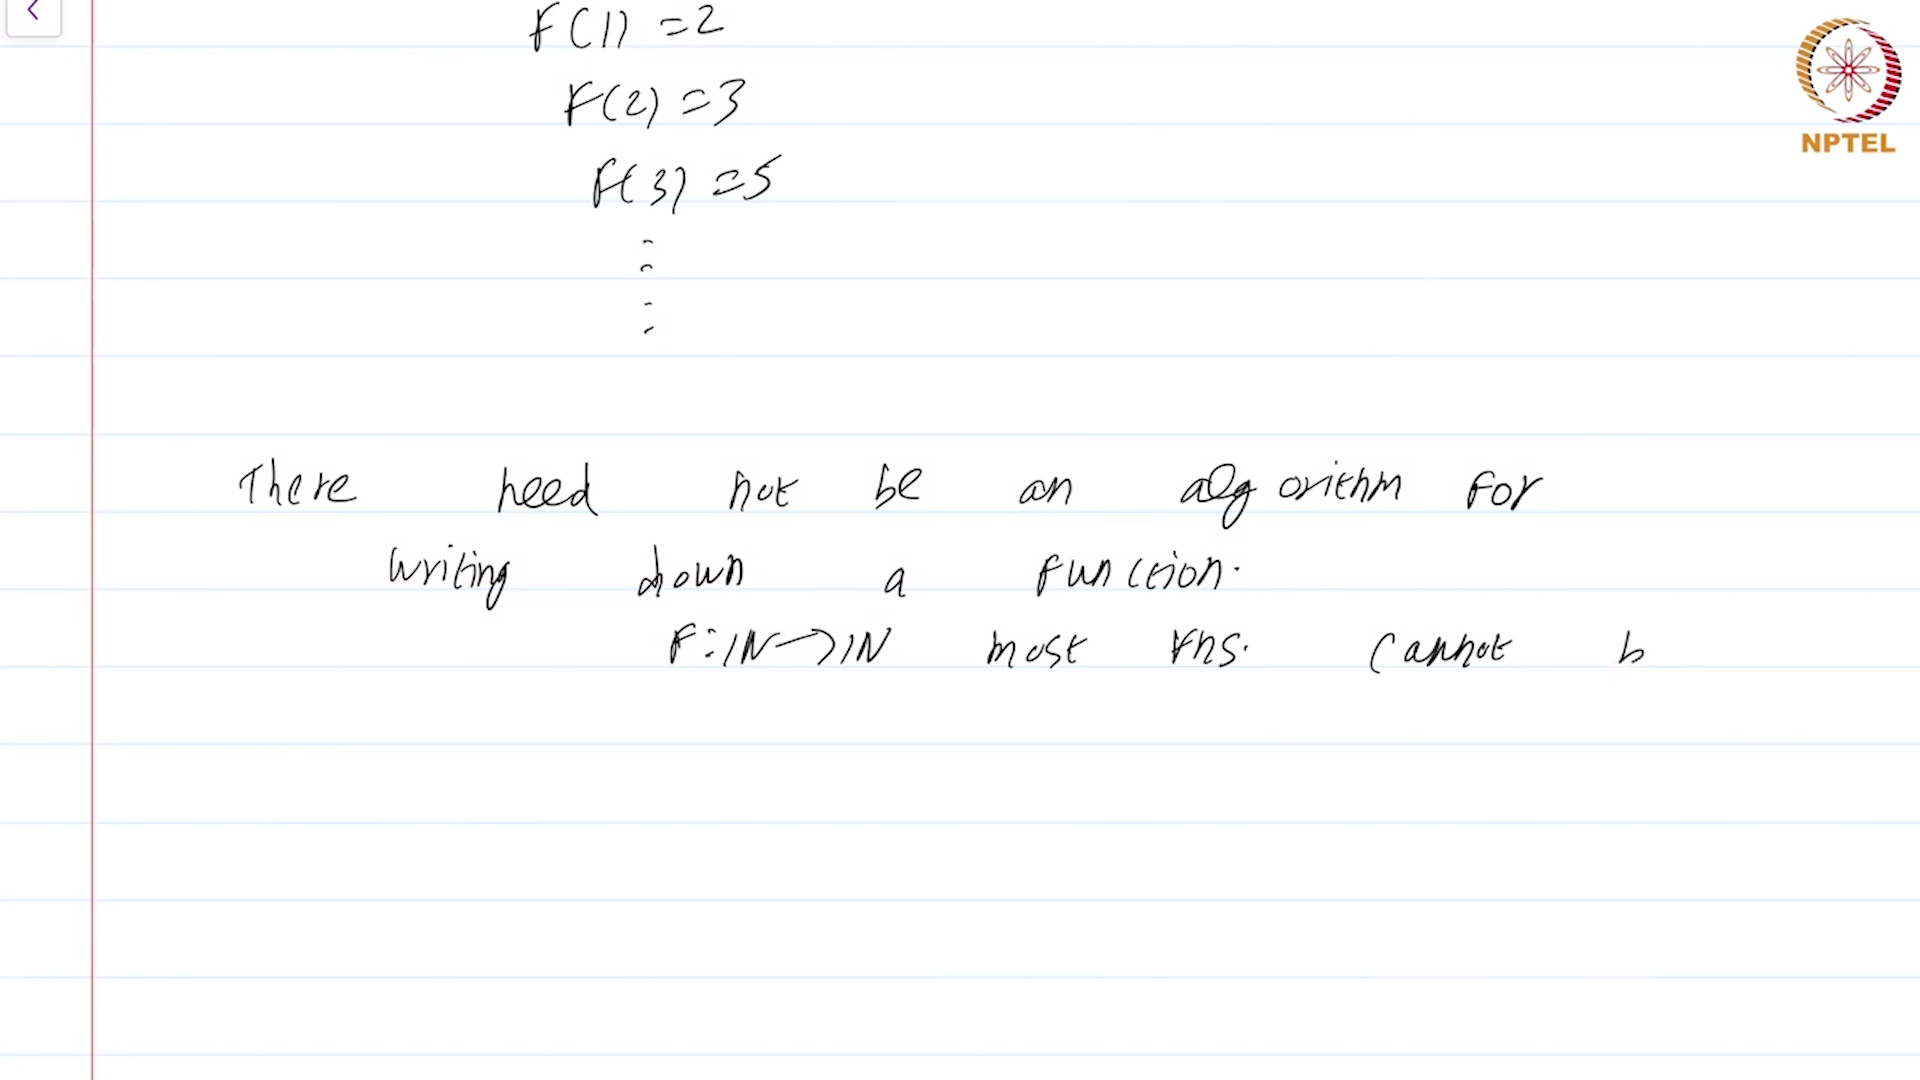 F(1) = 2
NPTEL
F(2) = 3
F(3) = 5
There need not be an algorithm for
writing down a function.
F: ℕ → ℕ most fns. cannot b